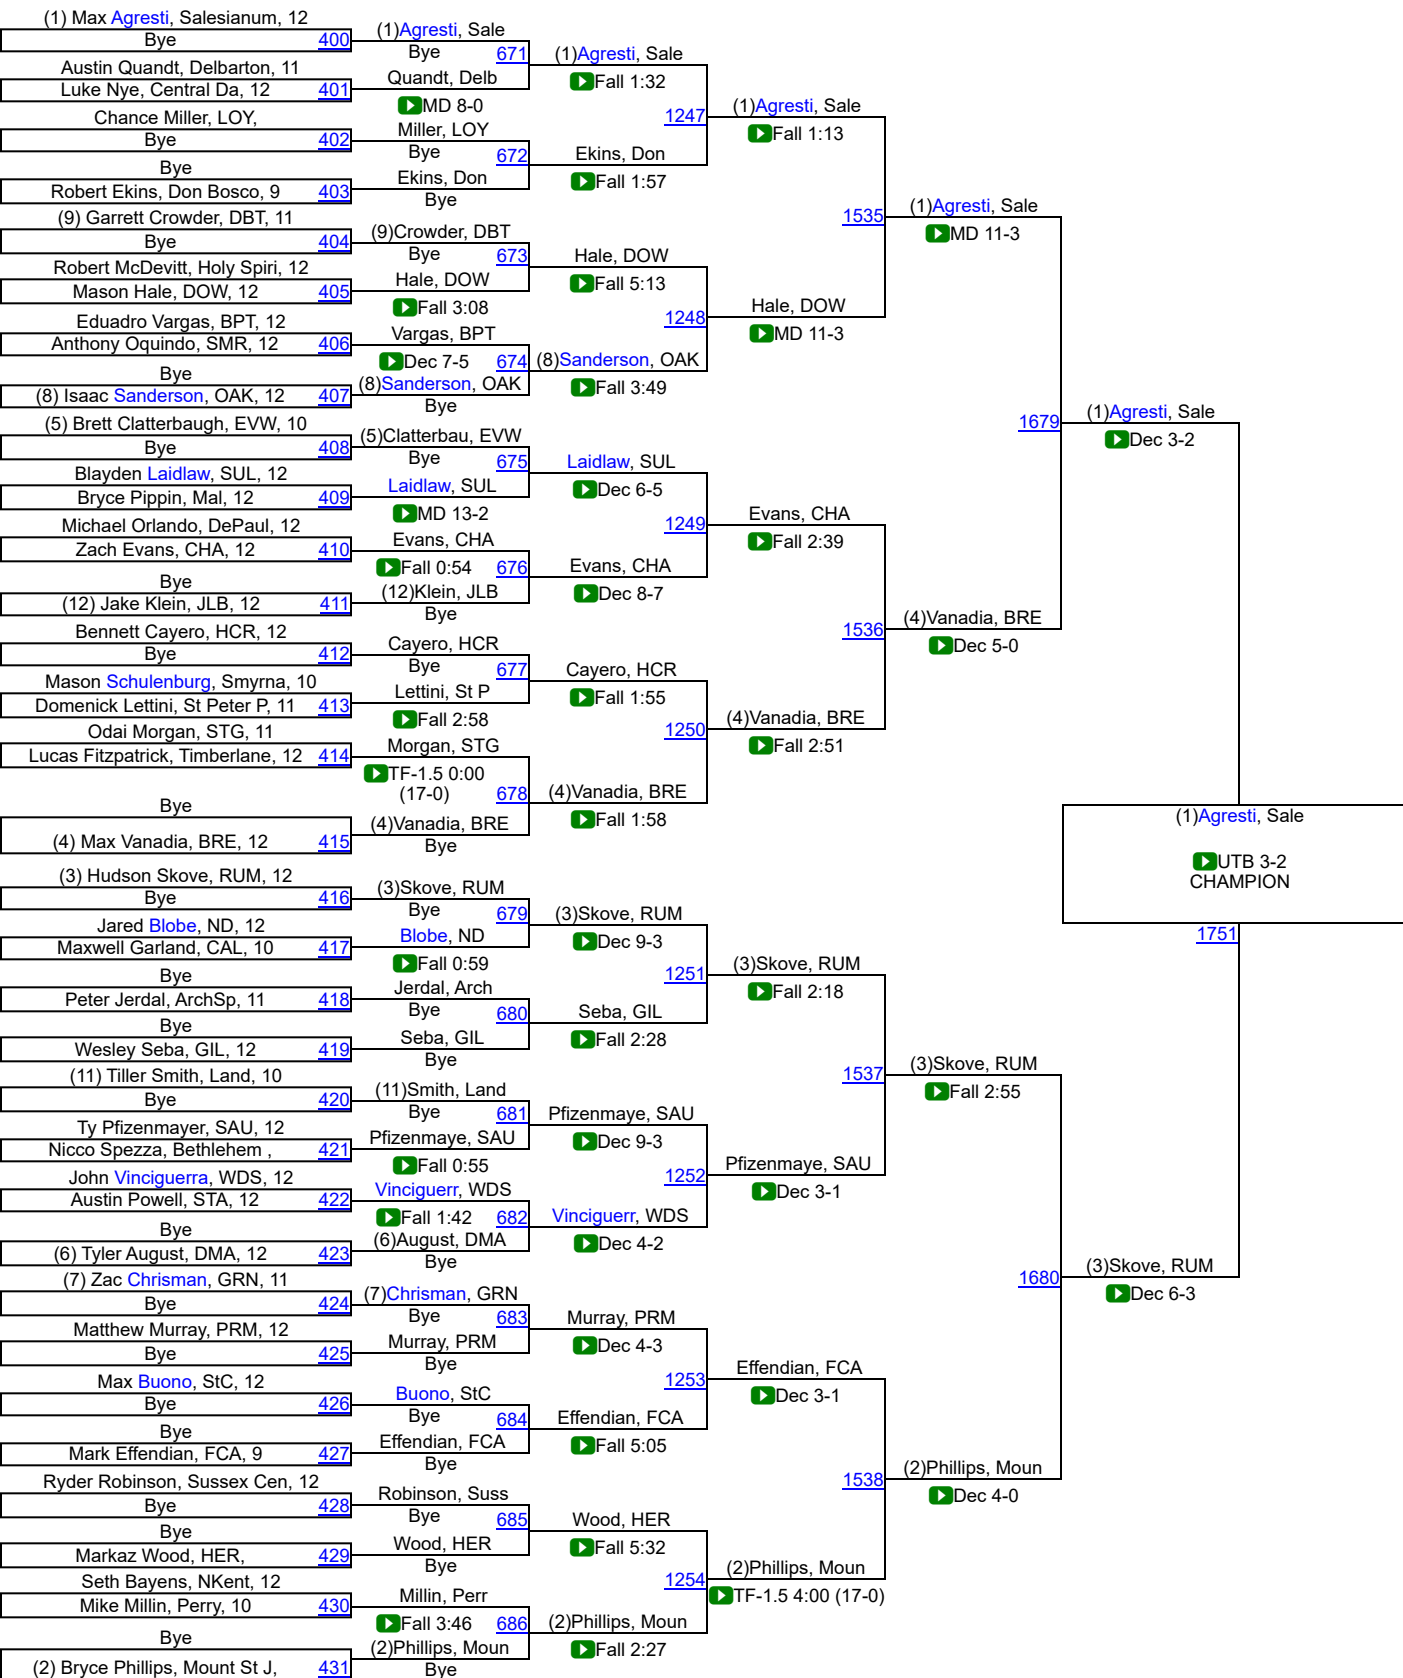 (1) Max Agresti, Salesianum, 12
Bye 400
Austin Quandt, Delbarton, 11
Luke Nye, Central Da, 12 401
Chance Miller, LOY,
Bye 402
Bye
Robert Ekins, Don Bosco, 9 403
(9) Garrett Crowder, DBT, 11
Bye 404
Robert McDevitt, Holy Spiri, 12
Mason Hale, DOW, 12 405
Eduadro Vargas, BPT, 12
Anthony Oquindo, SMR, 12 406
Bye
(8) Isaac Sanderson, OAK, 12 407
(5) Brett Clatterbaugh, EVW, 10
Bye 408
Blayden Laidlaw, SUL, 12
Bryce Pippin, Mal, 12 409
Michael Orlando, DePaul, 12
Zach Evans, CHA, 12 410
Bye
(12) Jake Klein, JLB, 12 411
Bennett Cayero, HCR, 12
Bye 412
Mason Schulenburg, Smyrna, 10
Domenick Lettini, St Peter P, 11 413
Odai Morgan, STG, 11
Lucas Fitzpatrick, Timberlane, 12 414
Bye
(4) Max Vanadia, BRE, 12 415
(3) Hudson Skove, RUM, 12
Bye 416
Jared Blobe, ND, 12
Maxwell Garland, CAL, 10 417
Bye
Peter Jerdal, ArchSp, 11 418
Bye
Wesley Seba, GIL, 12 419
(11) Tiller Smith, Land, 10
Bye 420
Ty Pfizenmayer, SAU, 12
Nicco Spezza, Bethlehem , 421
John Vinciguerra, WDS, 12
Austin Powell, STA, 12 422
Bye
(6) Tyler August, DMA, 12 423
(7) Zac Chrisman, GRN, 11
Bye 424
Matthew Murray, PRM, 12
Bye 425
Max Buono, StC, 12
Bye 426
Bye
Mark Effendian, FCA, 9 427
Ryder Robinson, Sussex Cen, 12
Bye 428
Bye
Markaz Wood, HER, 429
Seth Bayens, NKent, 12
Mike Millin, Perry, 10 430
Bye
(2) Bryce Phillips, Mount St J, 431
(1)Agresti, Sale
Bye 671
Quandt, Delb
MD 8-0
Miller, LOY
Bye 672
Ekins, Don
Bye
(9)Crowder, DBT
Bye 673
Hale, DOW
Fall 3:08
Vargas, BPT
Dec 7-5 674
(8)Sanderson, OAK
Bye
(5)Clatterbau, EVW
Bye 675
Laidlaw, SUL
MD 13-2
Evans, CHA
Fall 0:54 676
(12)Klein, JLB
Bye
Cayero, HCR
Bye 677
Lettini, St P
Fall 2:58
Morgan, STG
TF-1.5 0:00
(17-0) 678
(4)Vanadia, BRE
Bye
(3)Skove, RUM
Bye 679
Blobe, ND
Fall 0:59
Jerdal, Arch
Bye 680
Seba, GIL
Bye
(11)Smith, Land
Bye 681
Pfizenmaye, SAU
Fall 0:55
Vinciguerr, WDS
Fall 1:42 682
(6)August, DMA
Bye
(7)Chrisman, GRN
Bye 683
Murray, PRM
Bye
Buono, StC
Bye 684
Effendian, FCA
Bye
Robinson, Suss
Bye 685
Wood, HER
Bye
Millin, Perr
Fall 3:46 686
(2)Phillips, Moun
Bye
(1)Agresti, Sale
Fall 1:32
1247
Ekins, Don
Fall 1:57
Hale, DOW
Fall 5:13
1248
(8)Sanderson, OAK
Fall 3:49
Laidlaw, SUL
Dec 6-5
1249
Evans, CHA
Dec 8-7
Cayero, HCR
Fall 1:55
1250
(4)Vanadia, BRE
Fall 1:58
(3)Skove, RUM
Dec 9-3
1251
Seba, GIL
Fall 2:28
Pfizenmaye, SAU
Dec 9-3
1252
Vinciguerr, WDS
Dec 4-2
Murray, PRM
Dec 4-3
1253
Effendian, FCA
Fall 5:05
Wood, HER
Fall 5:32
1254
(2)Phillips, Moun
Fall 2:27
(1)Agresti, Sale
Fall 1:13
1535
Hale, DOW
MD 11-3
Evans, CHA
Fall 2:39
1536
(4)Vanadia, BRE
Fall 2:51
(3)Skove, RUM
Fall 2:18
1537
Pfizenmaye, SAU
Dec 3-1
Effendian, FCA
Dec 3-1
1538
(2)Phillips, Moun
TF-1.5 4:00 (17-0)
(1)Agresti, Sale
MD 11-3
1679
(4)Vanadia, BRE
Dec 5-0
(3)Skove, RUM
Fall 2:55
1680
(2)Phillips, Moun
Dec 4-0
(1)Agresti, Sale
Dec 3-2
(1)Agresti, Sale
UTB 3-2
CHAMPION
1751
(3)Skove, RUM
Dec 6-3